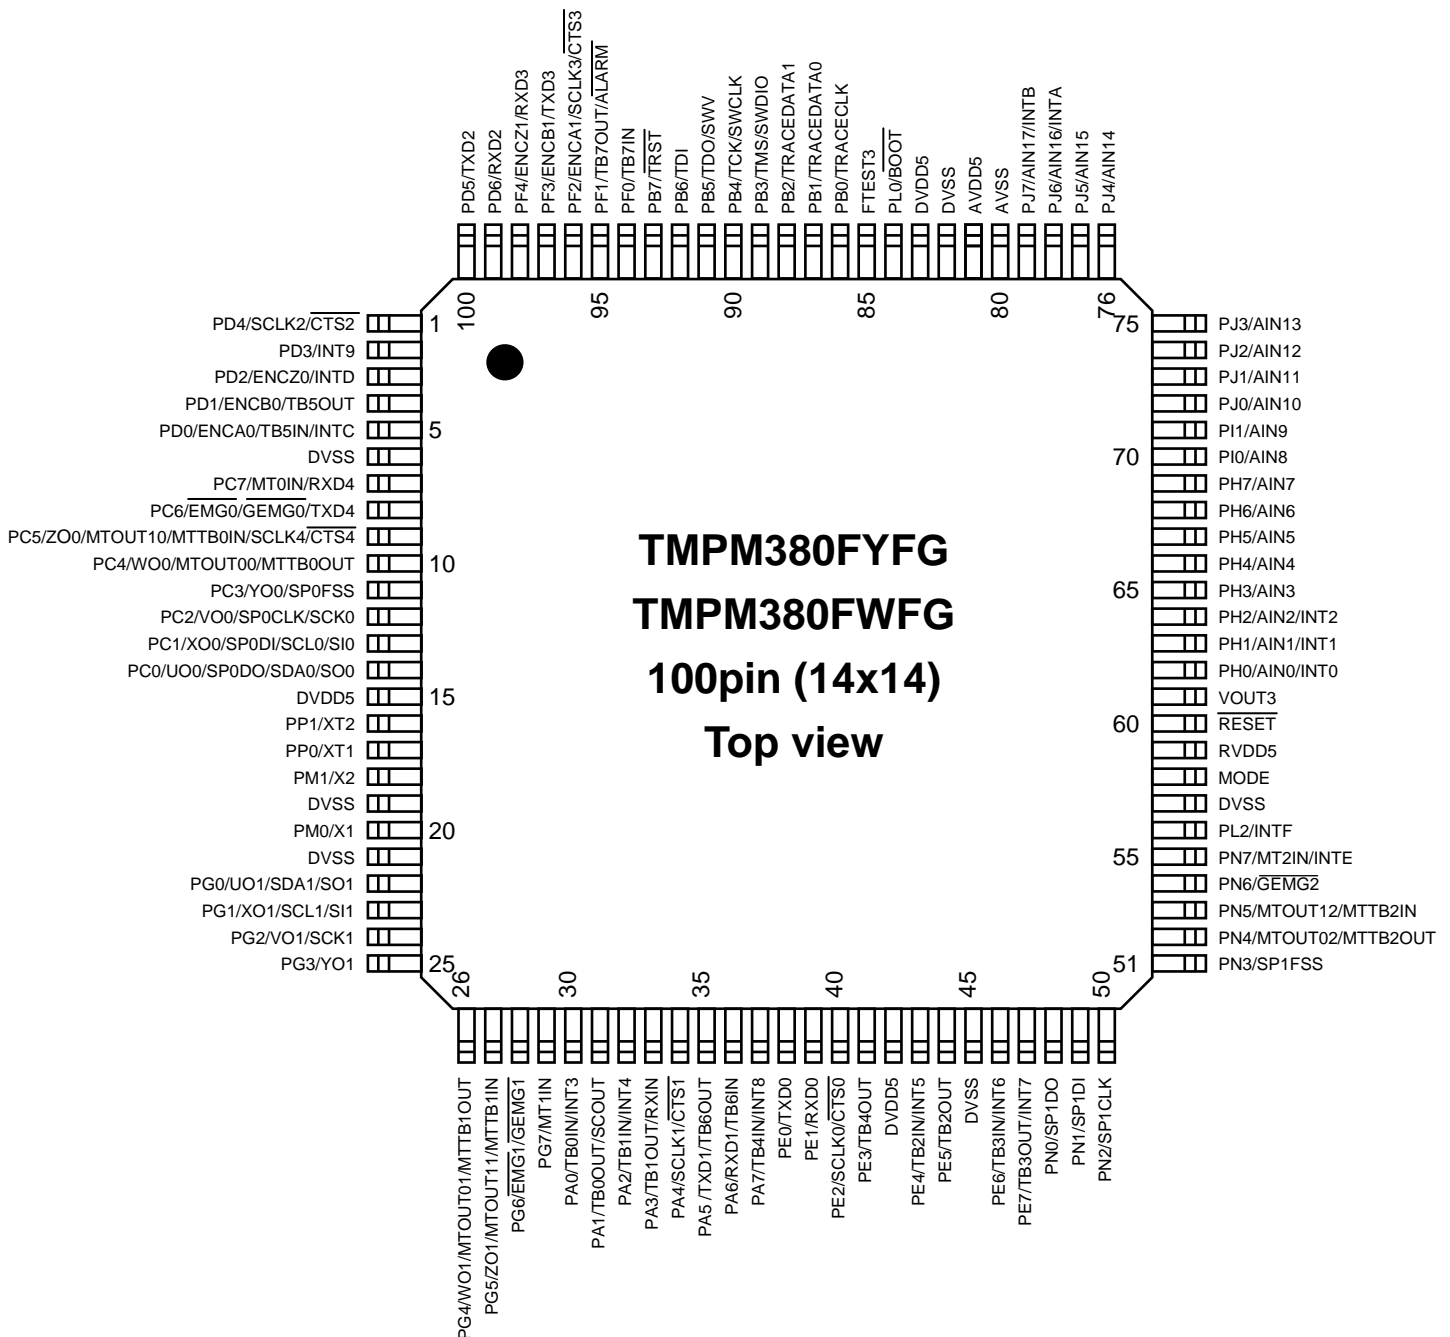 PD5/TXD2
PD6/RXD2
PF4/ENCZ1/RXD3
PF3/ENCB1/TXD3
PF2/ENCA1/SCLK3/CTS3
PF1/TB7OUT/ALARM
PF0/TB7IN
PB7/TRST
PB6/TDI
PB5/TDO/SWV
PB4/TCK/SWCLK
PB3/TMS/SWDIO
PB2/TRACEDATA1
PB1/TRACEDATA0
PB0/TRACECLK
FTEST3
PL0/BOOT
DVDD5
DVSS
AVDD5
AVSS
PJ7/AIN17/INTB
PJ6/AIN16/INTA
PJ5/AIN15
PJ4/AIN14
100
95
90
85
80
76
PD4/SCLK2/CTS2 1
PD3/INT9
PD2/ENCZ0/INTD
PD1/ENCB0/TB5OUT
PD0/ENCA0/TB5IN/INTC 5
DVSS
PC7/MT0IN/RXD4
PC6/EMG0/GEMG0/TXD4
PC5/ZO0/MTOUT10/MTTB0IN/SCLK4/CTS4
PC4/WO0/MTOUT00/MTTB0OUT 10
PC3/YO0/SP0FSS
PC2/VO0/SP0CLK/SCK0
PC1/XO0/SP0DI/SCL0/SI0
PC0/UO0/SP0DO/SDA0/SO0
DVDD5 15
PP1/XT2
PP0/XT1
PM1/X2
DVSS
PM0/X1 20
DVSS
PG0/UO1/SDA1/SO1
PG1/XO1/SCL1/SI1
PG2/VO1/SCK1
PG3/YO1 25
TMPM380FYFG
TMPM380FWFG
100pin (14x14)
Top view
75 PJ3/AIN13
PJ2/AIN12
PJ1/AIN11
PJ0/AIN10
PI1/AIN9
70 PI0/AIN8
PH7/AIN7
PH6/AIN6
PH5/AIN5
PH4/AIN4
65 PH3/AIN3
PH2/AIN2/INT2
PH1/AIN1/INT1
PH0/AIN0/INT0
VOUT3
60 RESET
RVDD5
MODE
DVSS
PL2/INTF
55 PN7/MT2IN/INTE
PN6/GEMG2
PN5/MTOUT12/MTTB2IN
PN4/MTOUT02/MTTB2OUT
51 PN3/SP1FSS
26
30
35
40
45
50
PG4/WO1/MTOUT01/MTTB1OUT
PG5/ZO1/MTOUT11/MTTB1IN
PG6/EMG1/GEMG1
PG7/MT1IN
PA0/TB0IN/INT3
PA1/TB0OUT/SCOUT
PA2/TB1IN/INT4
PA3/TB1OUT/RXIN
PA4/SCLK1/CTS1
PA5 /TXD1/TB6OUT
PA6/RXD1/TB6IN
PA7/TB4IN/INT8
PE0/TXD0
PE1/RXD0
PE2/SCLK0/CTS0
PE3/TB4OUT
DVDD5
PE4/TB2IN/INT5
PE5/TB2OUT
DVSS
PE6/TB3IN/INT6
PE7/TB3OUT/INT7
PN0/SP1DO
PN1/SP1DI
PN2/SP1CLK